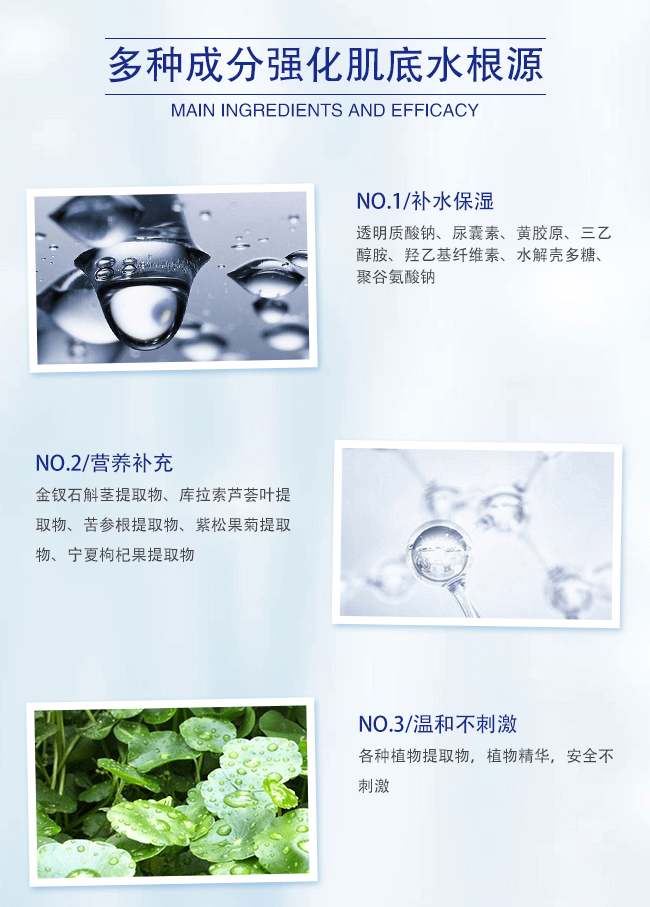 多种成分强化肌底水根源
MAIN INGREDIENTS AND EFFICACY
NO.1/补水保湿
透明质酸钠、尿囊素、黄胶原、三乙
醇胺、羟乙基纤维素、水解壳多糖、
聚谷氨酸钠
NO.2/营养补充
金钗石斛茎提取物、库拉索芦荟叶提
取物、苦参根提取物、紫松果菊提取
物、宁夏枸杞果提取物
NO.3/温和不刺激
各种植物提取物，植物精华，安全不
刺激